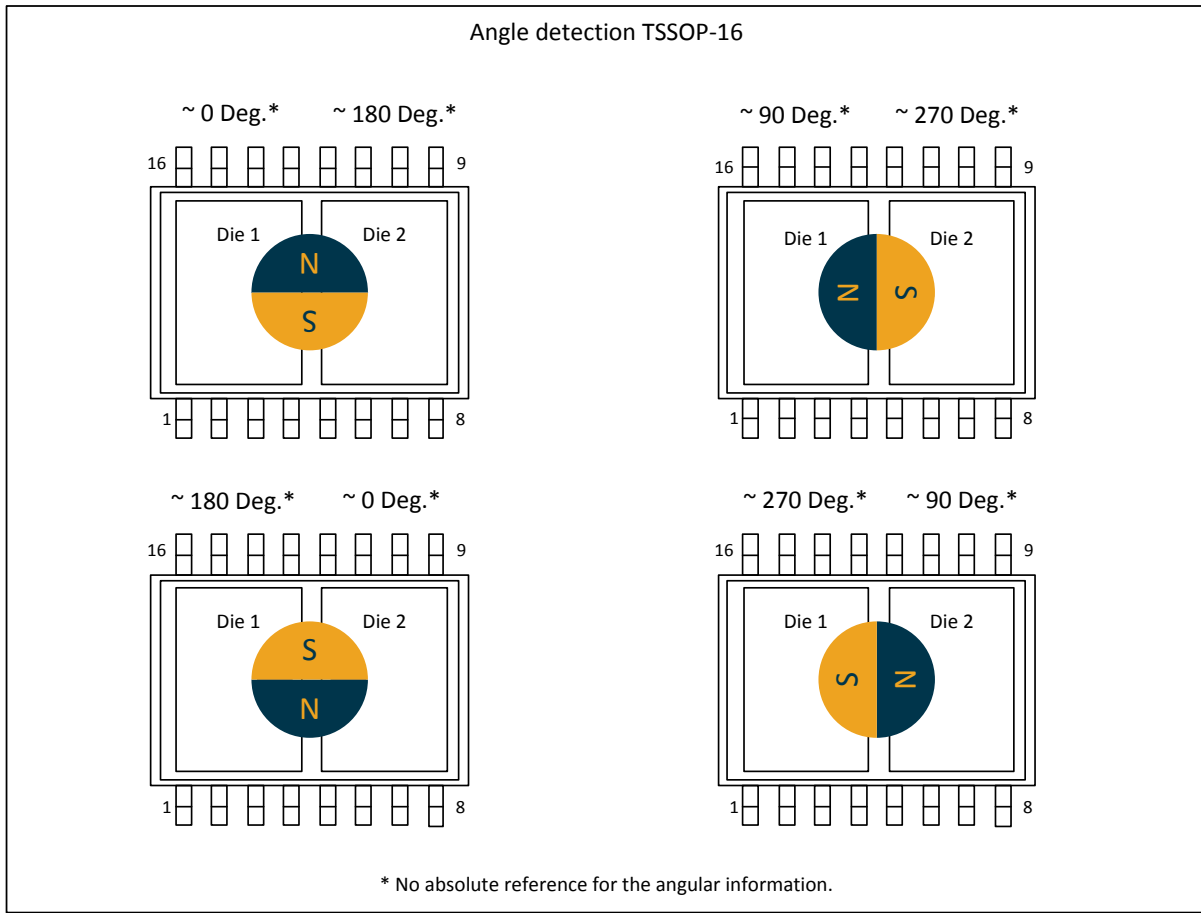 Angle detection TSSOP-16
~ 0 Deg.* ~ 180 Deg.*
16 9
Die 1 Die 2
N
S
1 8
~ 90 Deg.* ~ 270 Deg.*
16 9
Die 1 Die 2
N S
1 8
~ 180 Deg.* ~ 0 Deg.*
16 9
Die 1 Die 2
S
N
1 8
~ 270 Deg.* ~ 90 Deg.*
16 9
Die 1 Die 2
S N
1 8
* No absolute reference for the angular information.